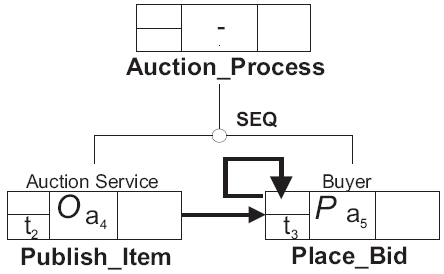 -
Auction_Process
SEQ
Auction Service
Buyer
t2 O a4
t3 P a5
Publish_Item
Place_Bid